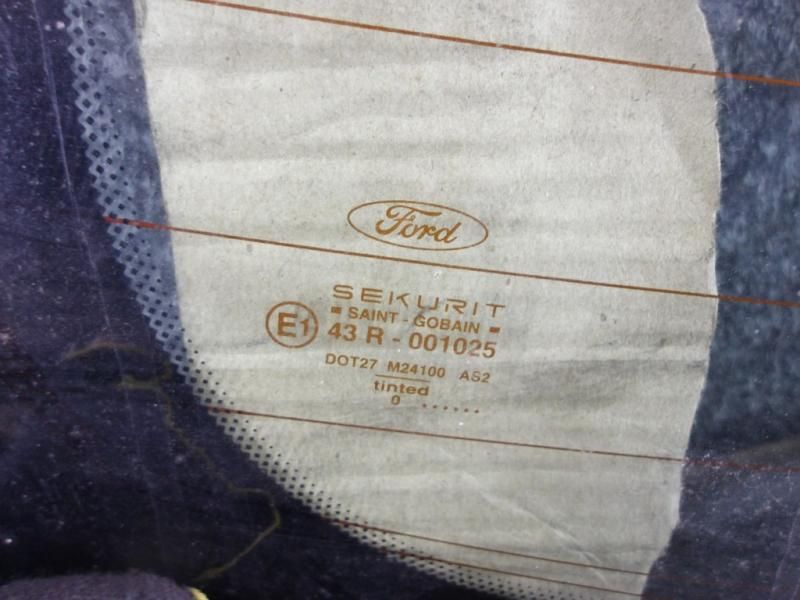 Ford
SEKURIT
SAINT - GOBAIN
E1 43 R - 001025
DOT27 M24100 AS2
tinted
0 ......